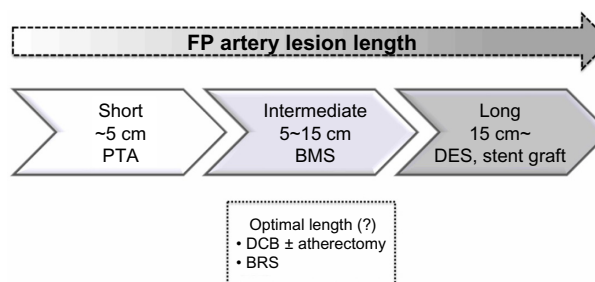 FP artery lesion length
Short
~5 cm
PTA
Intermediate
5~15 cm
BMS
Long
15 cm~
DES, stent graft
Optimal length (?)
• DCB ± atherectomy
• BRS